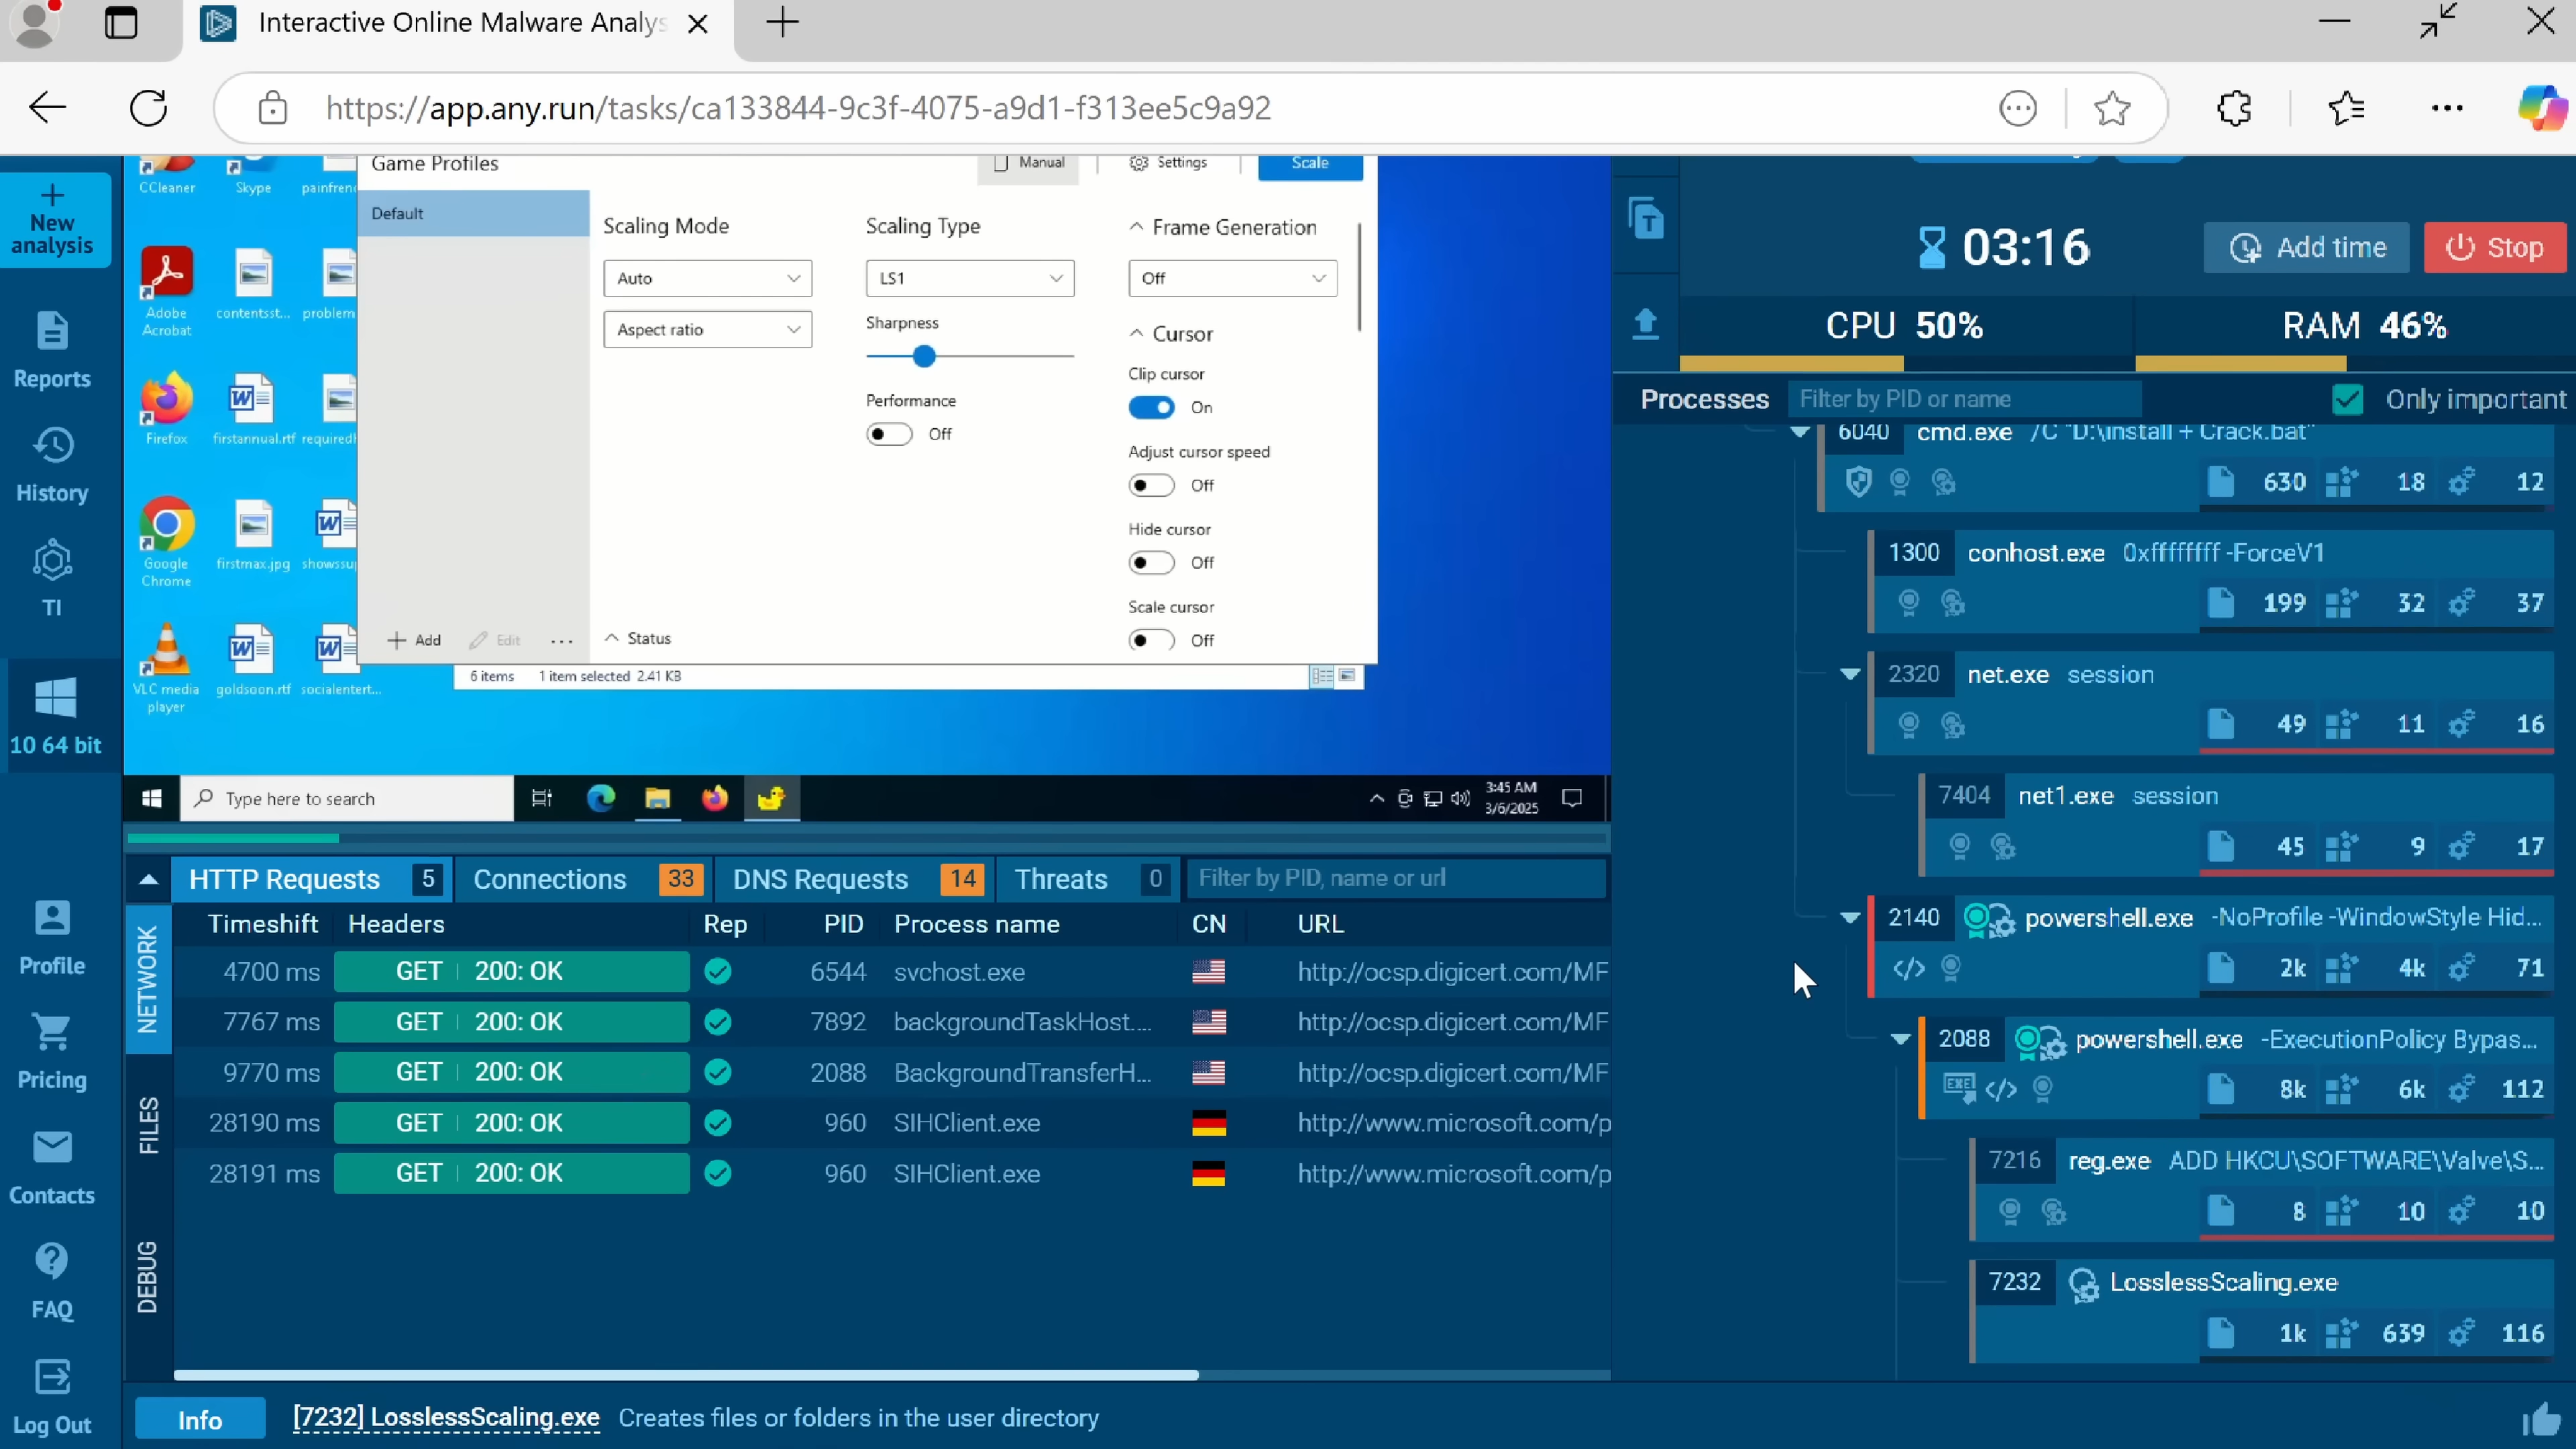 Interactive Online Malware Analys
https://app.any.run/tasks/ca133844-9c3f-4075-a9d1-f313ee5c9a92
New analysis
Reports
History
TI
10 64 bit
Profile
Pricing
Contacts
FAQ
Log Out
CCleaner
Skype
painfren
Adobe Acrobat
contentsst...
problem
Firefox
firstannual.rtf
required
Google Chrome
firstmax.jpg
showssu
VLC media player
goldsoon.rtf
socialentert...
Game Profiles
Manual
Settings
Scale
Default
Scaling Mode
Auto
Aspect ratio
Scaling Type
LS1
Sharpness
Performance
Off
Frame Generation
Off
Cursor
Clip cursor
On
Adjust cursor speed
Off
Hide cursor
Off
Scale cursor
Off
Add
Edit
...
Status
6 items 1 item selected 2.41 KB
Type here to search
3:45 AM
3/6/2025
03:16
Add time
Stop
CPU 50%
RAM 46%
Processes
Filter by PID or name
Only important
6040 cmd.exe /C "D:\install + Crack.bat"
630 18 12
1300 conhost.exe 0xffffffff -ForceV1
199 32 37
2320 net.exe session
49 11 16
7404 net1.exe session
45 9 17
2140 powershell.exe -NoProfile -WindowStyle Hid...
2k 4k 71
2088 powershell.exe -ExecutionPolicy Bypas...
EXE
8k 6k 112
7216 reg.exe ADD HKCU\SOFTWARE\Valve\S...
8 10 10
7232 LosslessScaling.exe
1k 639 116
HTTP Requests 5
Connections 33
DNS Requests 14
Threats 0
Filter by PID, name or url
NETWORK
FILES
DEBUG
Timeshift Headers Rep PID Process name CN URL
4700 ms GET 200: OK 6544 svchost.exe http://ocsp.digicert.com/MF
7767 ms GET 200: OK 7892 backgroundTaskHost.... http://ocsp.digicert.com/MF
9770 ms GET 200: OK 2088 BackgroundTransferH... http://ocsp.digicert.com/MF
28190 ms GET 200: OK 960 SIHClient.exe http://www.microsoft.com/p
28191 ms GET 200: OK 960 SIHClient.exe http://www.microsoft.com/p
Info
[7232] LosslessScaling.exe Creates files or folders in the user directory